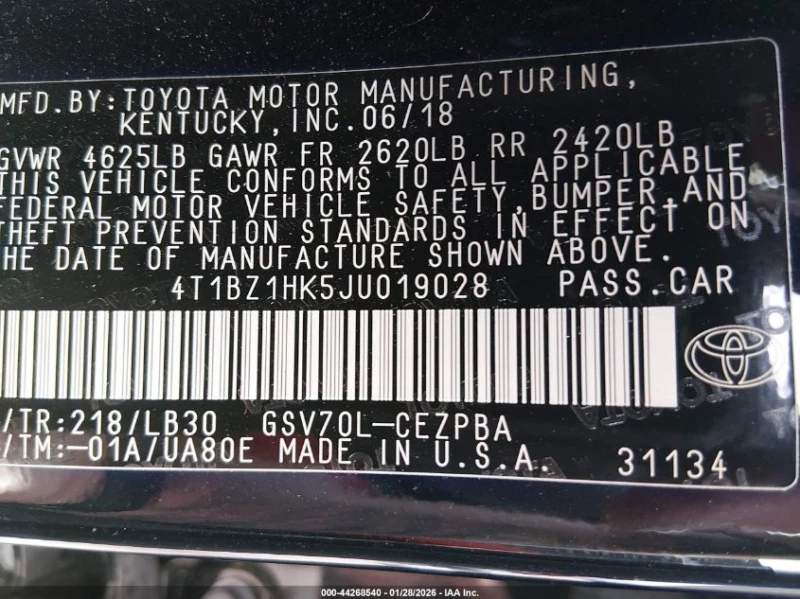 MFD. BY: TOYOTA MOTOR MANUFACTURING,
KENTUCKY, INC. 06/18
GVWR 4625LB GAWR FR 2620LB RR 2420LB
THIS VEHICLE CONFORMS TO ALL APPLICABLE
FEDERAL MOTOR VEHICLE SAFETY, BUMPER, AND
THEFT PREVENTION STANDARDS IN EFFECT ON
THE DATE OF MANUFACTURE SHOWN ABOVE.
4T1BZ1HK5JU019028 PASS. CAR
/TR: 218/LB30 GSV70L-CEZPBA
/TM: -01A/UA80E MADE IN U.S.A. 31134
000-44268540 - 01/28/2026 - IAA Inc.